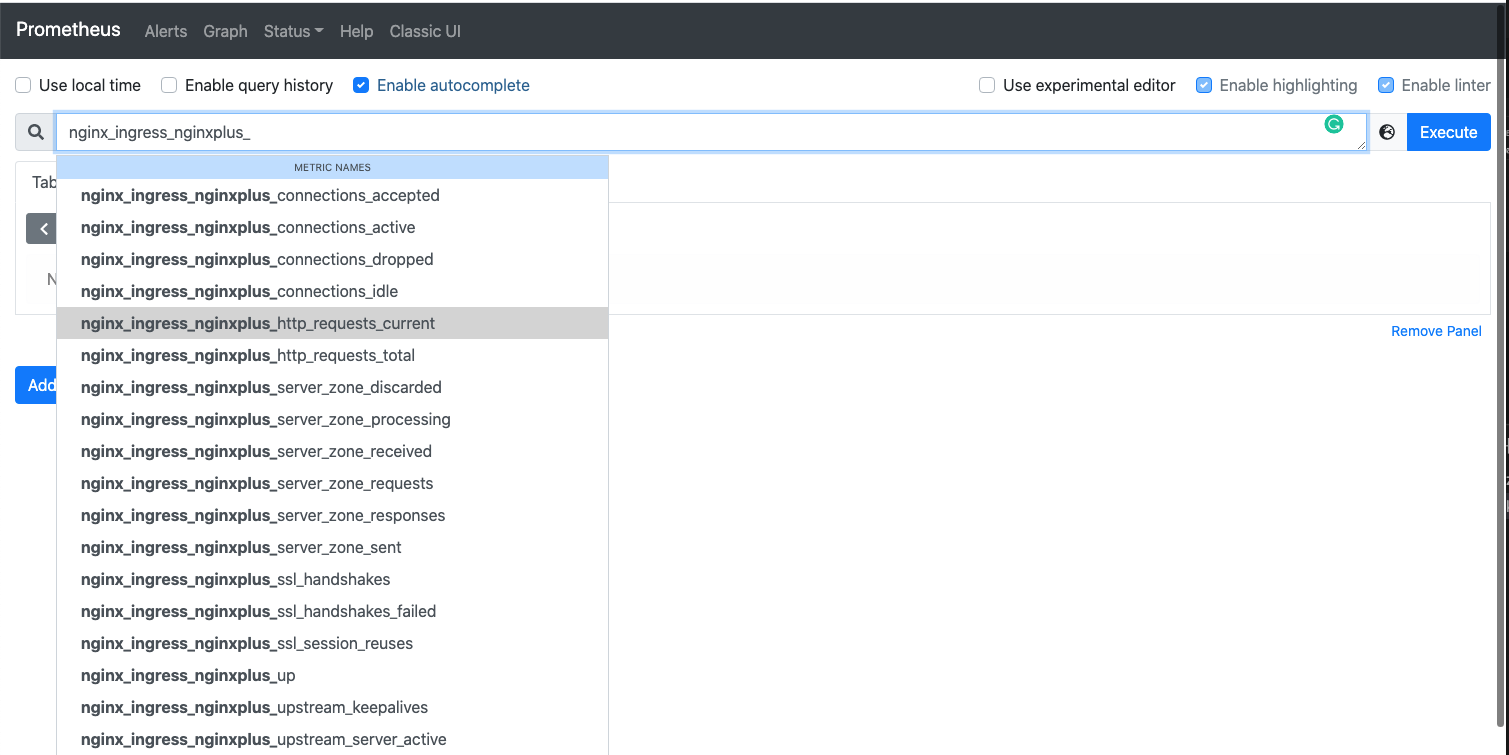 Prometheus Alerts Graph Status Help Classic UI
Use local time Enable query history Enable autocomplete Use experimental editor Enable highlighting Enable linter
nginx_ingress_nginxplus_ Execute
METRIC NAMES
Tab
nginx_ingress_nginxplus_connections_accepted
nginx_ingress_nginxplus_connections_active
nginx_ingress_nginxplus_connections_dropped
N
nginx_ingress_nginxplus_connections_idle
nginx_ingress_nginxplus_http_requests_current
Remove Panel
nginx_ingress_nginxplus_http_requests_total
Add
nginx_ingress_nginxplus_server_zone_discarded
nginx_ingress_nginxplus_server_zone_processing
nginx_ingress_nginxplus_server_zone_received
nginx_ingress_nginxplus_server_zone_requests
nginx_ingress_nginxplus_server_zone_responses
nginx_ingress_nginxplus_server_zone_sent
nginx_ingress_nginxplus_ssl_handshakes
nginx_ingress_nginxplus_ssl_handshakes_failed
nginx_ingress_nginxplus_ssl_session_reuses
nginx_ingress_nginxplus_up
nginx_ingress_nginxplus_upstream_keepalives
nginx_ingress_nginxplus_upstream_server_active